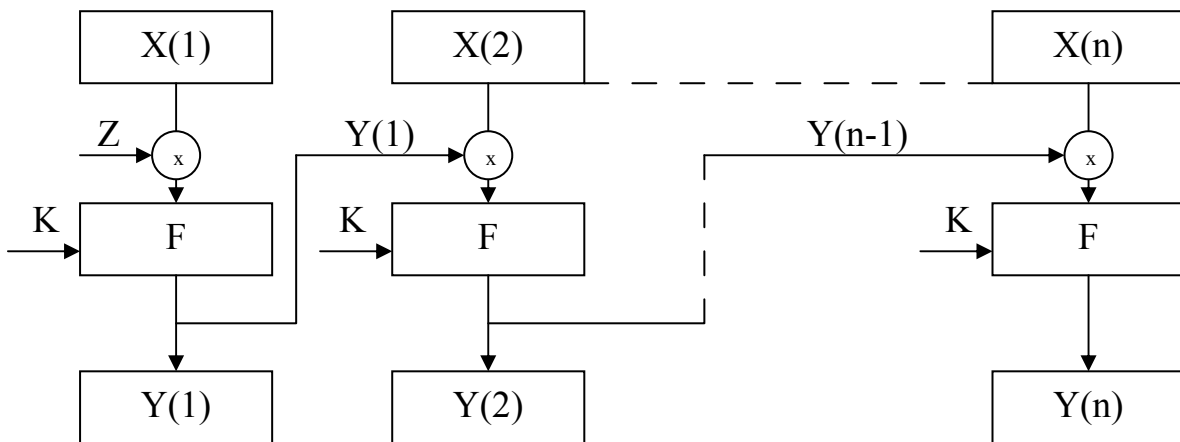 X(1) X(2) X(n)
Z Y(1) Y(n-1)
x x x
K F K F K F
Y(1) Y(2) Y(n)